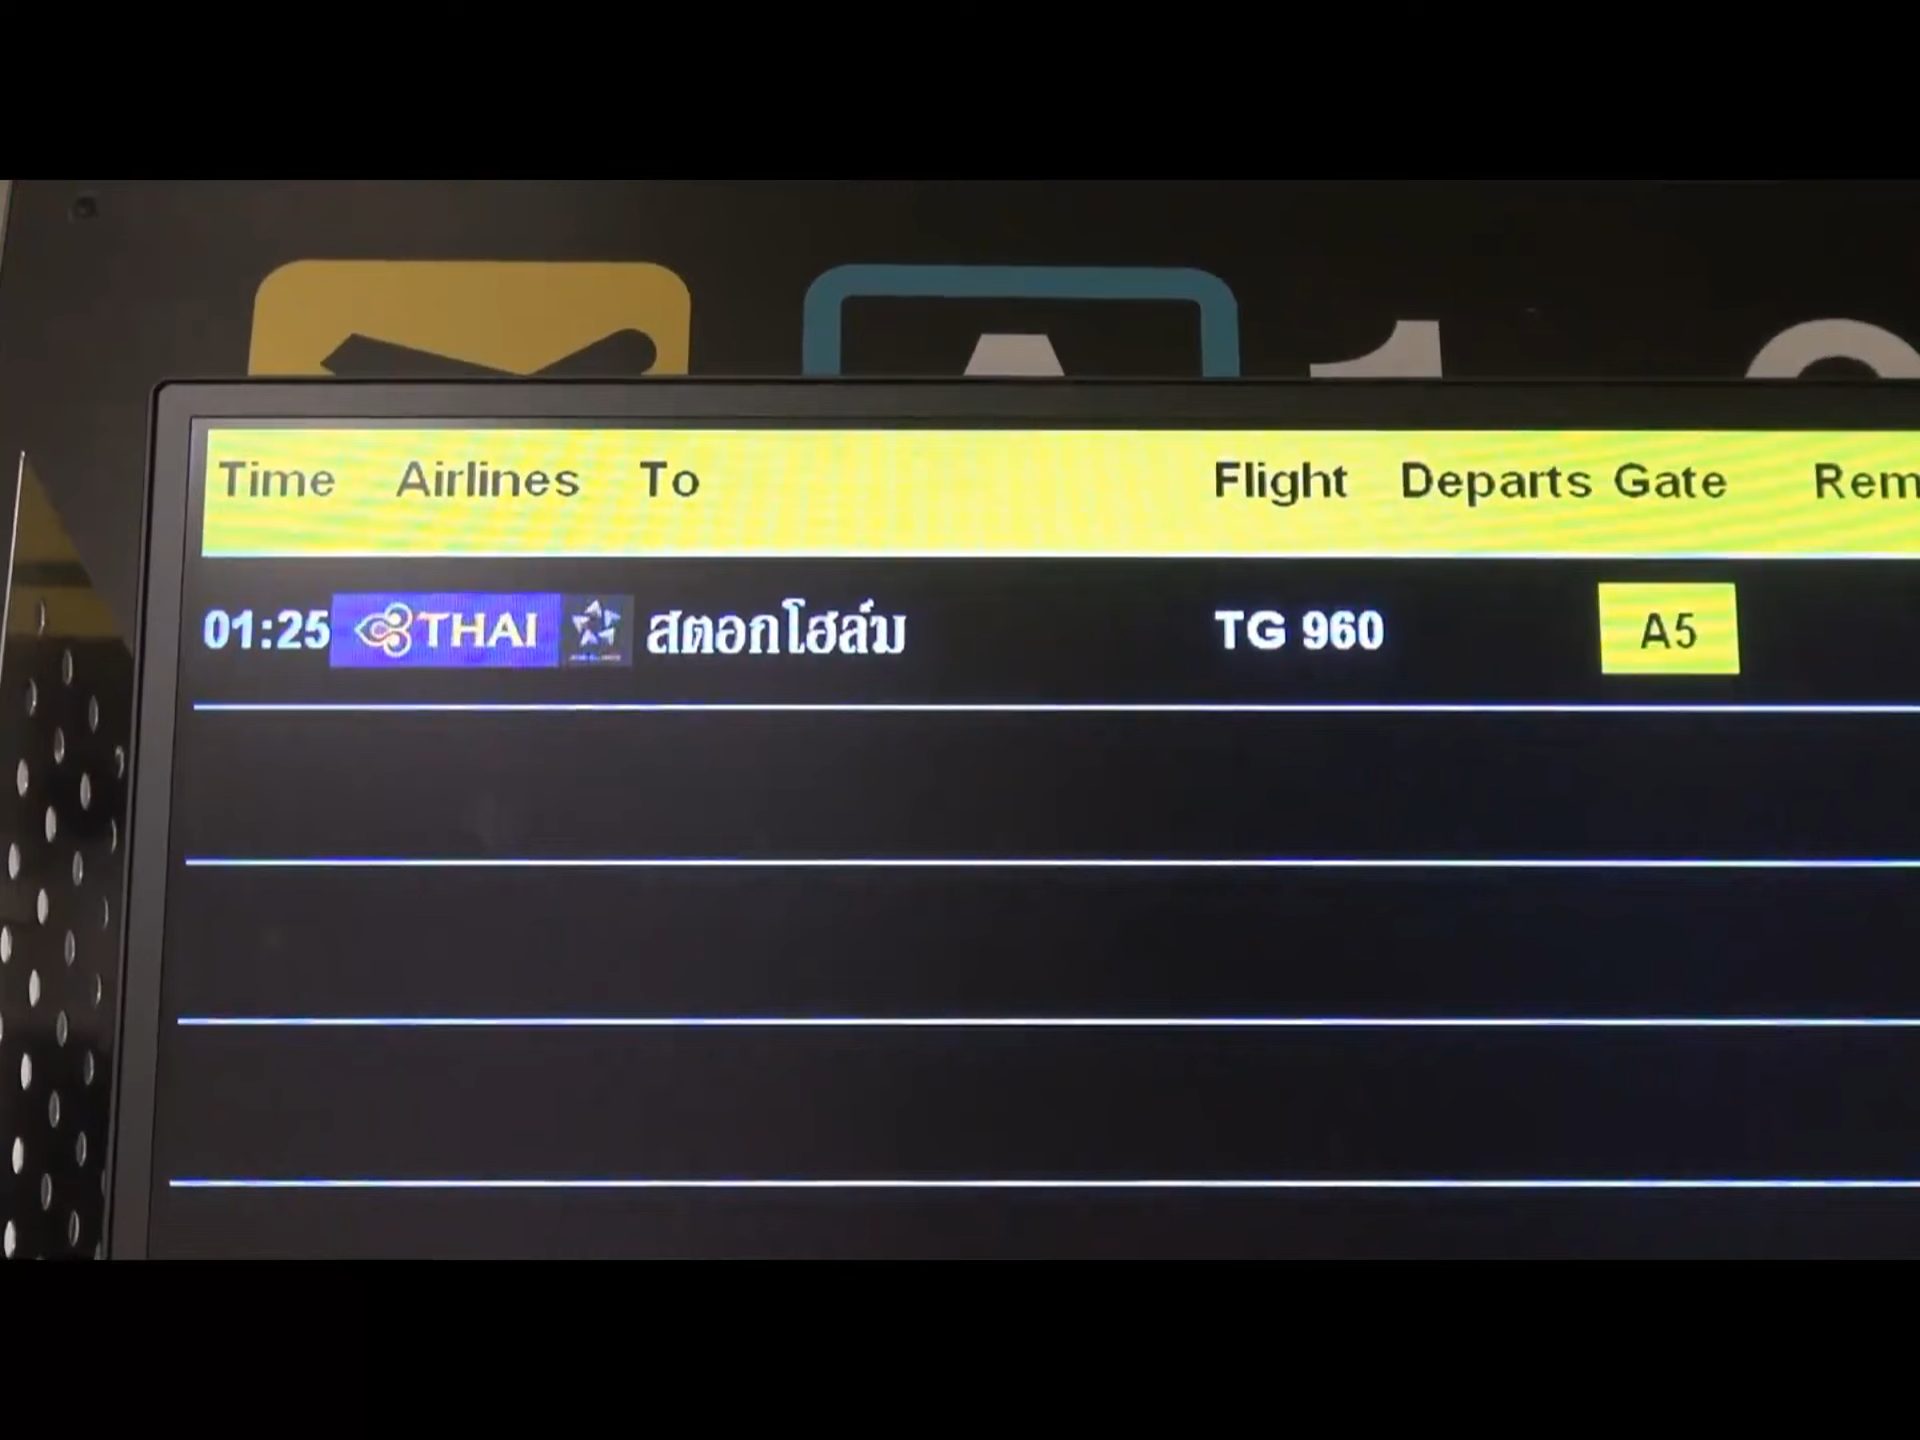 A 1
Time Airlines To Flight Departs Gate Rem
01:25 THAI สตอกโฮล์ม TG 960 A5